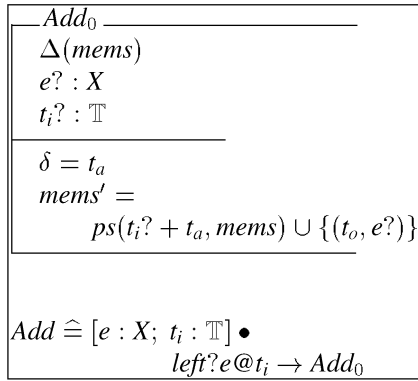 Add₀
Δ(mems)
e? : X
tᵢ? : 𝕋
δ = tₐ
mems′ =
ps(tᵢ? + tₐ, mems) ∪ {(tₒ, e?)}
Add ≙ [e : X; tᵢ : 𝕋] •
left?e@tᵢ → Add₀